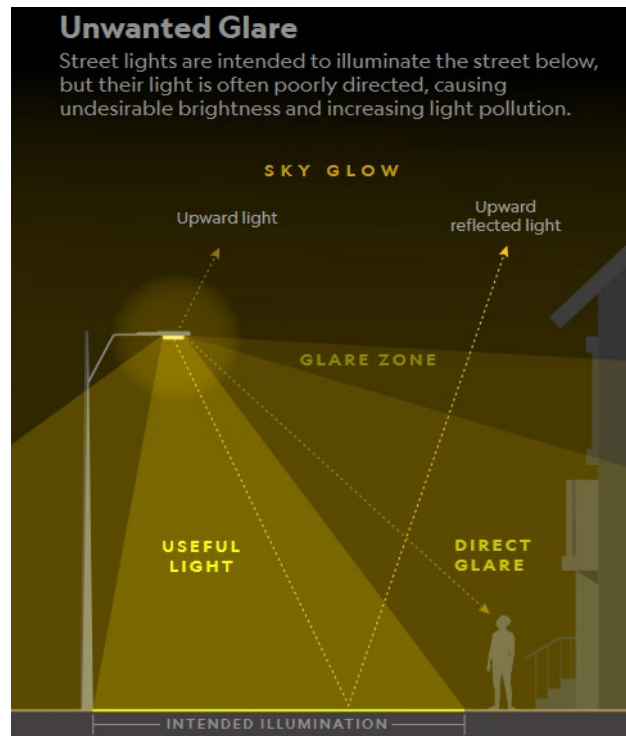 Unwanted Glare
Street lights are intended to illuminate the street below,
but their light is often poorly directed, causing
undesirable brightness and increasing light pollution.
SKY GLOW
Upward light
Upward
reflected light
GLARE ZONE
USEFUL
LIGHT
DIRECT
GLARE
INTENDED ILLUMINATION